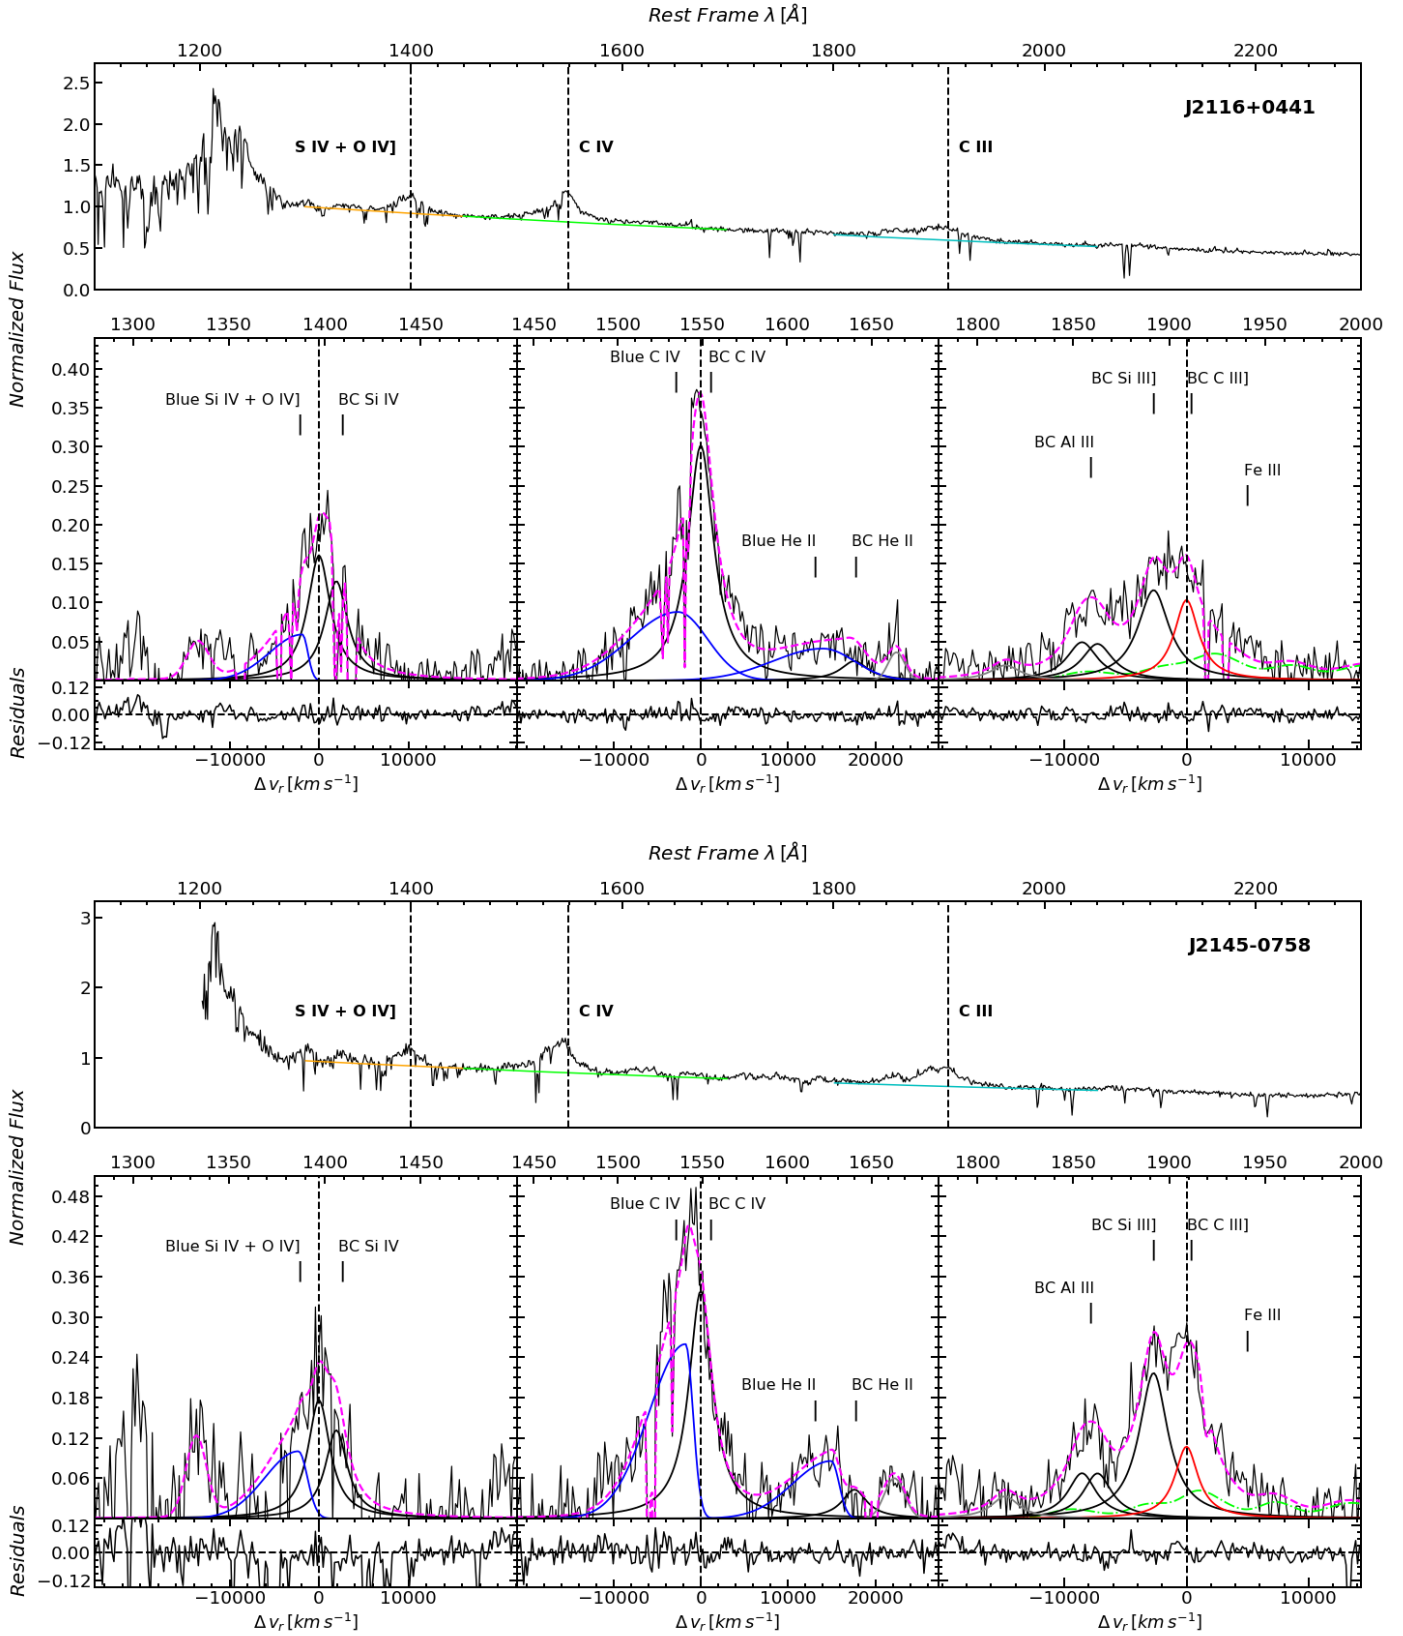 Rest Frame λ [Å]
1200 1400 1600 1800 2000 2200
J2116+0441
S IV + O IV] C IV C III
2.5
2.0
1.5
1.0
0.5
0.0
Normalized Flux
1300 1350 1400 1450 1450 1500 1550 1600 1650 1800 1850 1900 1950 2000
Blue C IV BC C IV
BC Si III] BC C III]
Blue Si IV + O IV] BC Si IV
BC Al III
Fe III
Blue He II BC He II
0.40
0.35
0.30
0.25
0.20
0.15
0.10
0.05
Residuals
0.12
0.00
−0.12
−10000 0 10000 −10000 0 10000 20000 −10000 0 10000
Δ vr [km s−1] Δ vr [km s−1] Δ vr [km s−1]
Rest Frame λ [Å]
1200 1400 1600 1800 2000 2200
J2145-0758
S IV + O IV] C IV C III
3
2
1
0
Normalized Flux
1300 1350 1400 1450 1450 1500 1550 1600 1650 1800 1850 1900 1950 2000
Blue C IV BC C IV
BC Si III] BC C III]
Blue Si IV + O IV] BC Si IV
BC Al III
Fe III
Blue He II BC He II
0.48
0.42
0.36
0.30
0.24
0.18
0.12
0.06
Residuals
0.12
0.00
−0.12
−10000 0 10000 −10000 0 10000 20000 −10000 0 10000
Δ vr [km s−1] Δ vr [km s−1] Δ vr [km s−1]